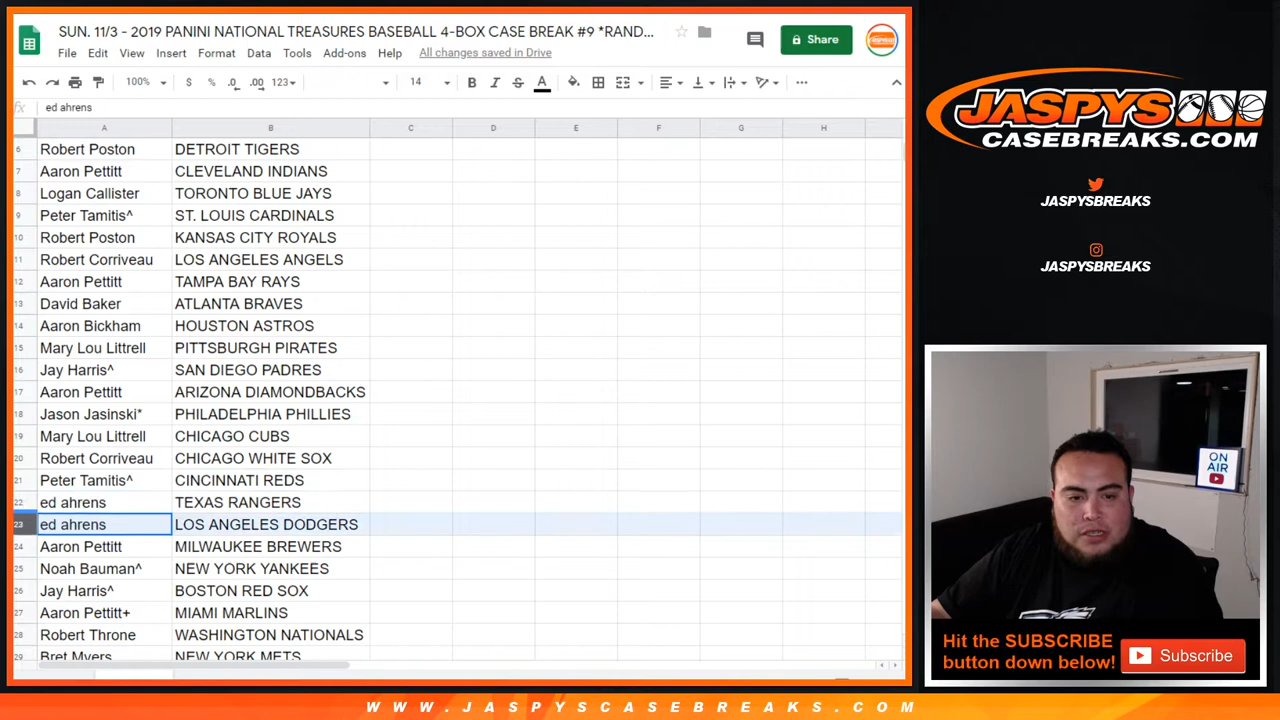 SUN. 11/3 - 2019 PANINI NATIONAL TREASURES BASEBALL 4-BOX CASE BREAK #9 *RAND...
File Edit View Insert Format Data Tools Add-ons Help All changes saved in Drive
Share
100% $ % .0 .00 123 14 B I S A
fx ed ahrens
A B C D E F G H
6 Robert Poston DETROIT TIGERS
7 Aaron Pettitt CLEVELAND INDIANS
8 Logan Callister TORONTO BLUE JAYS
9 Peter Tamitis^ ST. LOUIS CARDINALS
10 Robert Poston KANSAS CITY ROYALS
11 Robert Corriveau LOS ANGELES ANGELS
12 Aaron Pettitt TAMPA BAY RAYS
13 David Baker ATLANTA BRAVES
14 Aaron Bickham HOUSTON ASTROS
15 Mary Lou Littrell PITTSBURGH PIRATES
16 Jay Harris^ SAN DIEGO PADRES
17 Aaron Pettitt ARIZONA DIAMONDBACKS
18 Jason Jasinski* PHILADELPHIA PHILLIES
19 Mary Lou Littrell CHICAGO CUBS
20 Robert Corriveau CHICAGO WHITE SOX
21 Peter Tamitis^ CINCINNATI REDS
22 ed ahrens TEXAS RANGERS
23 ed ahrens LOS ANGELES DODGERS
24 Aaron Pettitt MILWAUKEE BREWERS
25 Noah Bauman^ NEW YORK YANKEES
26 Jay Harris^ BOSTON RED SOX
27 Aaron Pettitt+ MIAMI MARLINS
28 Robert Throne WASHINGTON NATIONALS
29 Bret Myers NEW YORK METS
JASPYS
CASEBREAKS.COM
JASPYSBREAKS
JASPYSBREAKS
ON
AIR
Hit the SUBSCRIBE
button down below!
Subscribe
WWW.JASPYSCASEBREAKS.COM